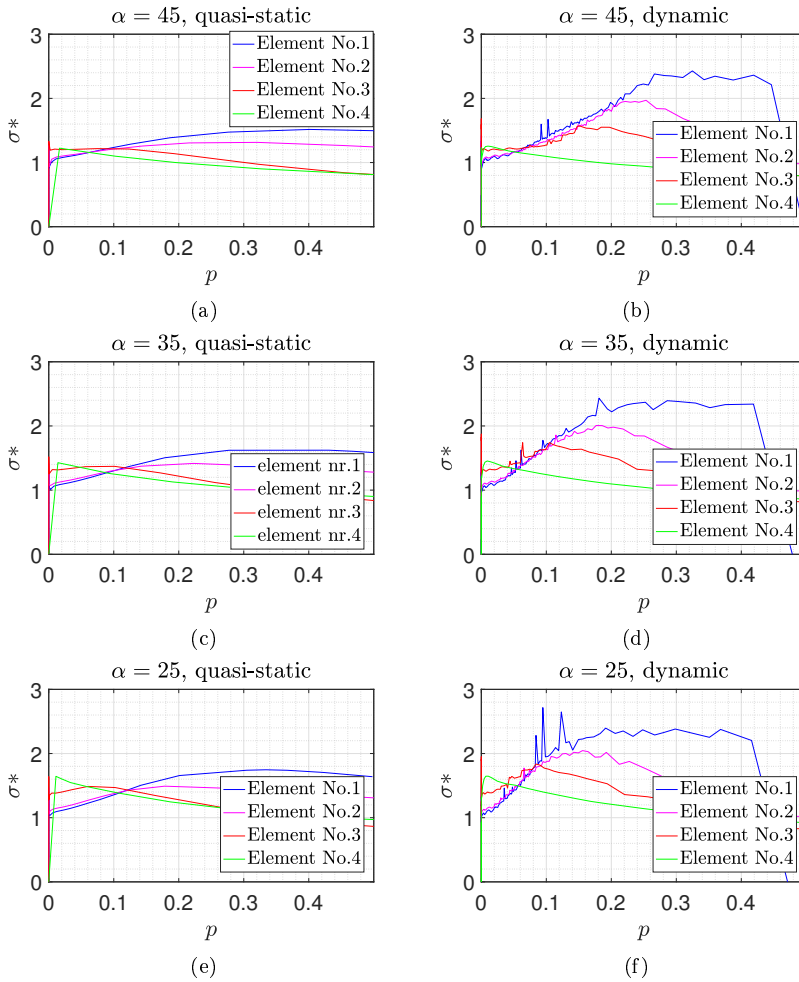 α = 45, quasi-static
3
2
1
0
σ*
Element No.1
Element No.2
Element No.3
Element No.4
0 0.1 0.2 0.3 0.4
p
(a)
α = 45, dynamic
3
2
1
0
σ*
Element No.1
Element No.2
Element No.3
Element No.4
0 0.1 0.2 0.3 0.4
p
(b)
α = 35, quasi-static
3
2
1
0
σ*
element nr.1
element nr.2
element nr.3
element nr.4
0 0.1 0.2 0.3 0.4
p
(c)
α = 35, dynamic
3
2
1
0
σ*
Element No.1
Element No.2
Element No.3
Element No.4
0 0.1 0.2 0.3 0.4
p
(d)
α = 25, quasi-static
3
2
1
0
σ*
Element No.1
Element No.2
Element No.3
Element No.4
0 0.1 0.2 0.3 0.4
p
(e)
α = 25, dynamic
3
2
1
0
σ*
Element No.1
Element No.2
Element No.3
Element No.4
0 0.1 0.2 0.3 0.4
p
(f)